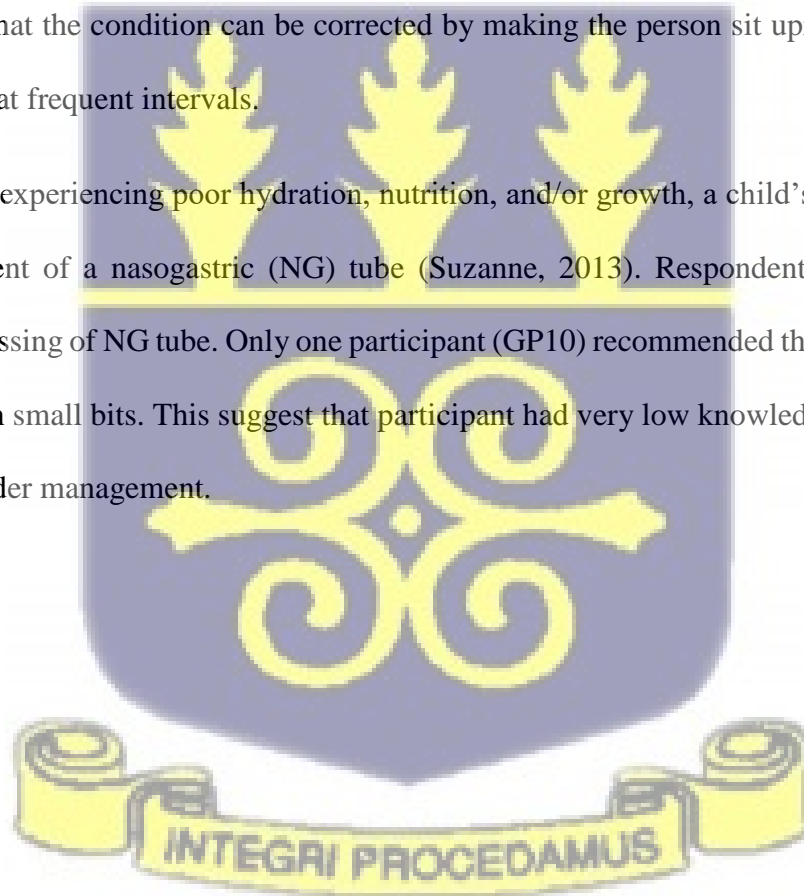 hat the condition can be corrected by making the person sit up
at frequent intervals.
experiencing poor hydration, nutrition, and/or growth, a child's
ent of a nasogastric (NG) tube (Suzanne, 2013). Respondent
ssing of NG tube. Only one participant (GP10) recommended th
small bits. This suggest that participant had very low knowled
der management.
INTEGRI PROCEDAMUS